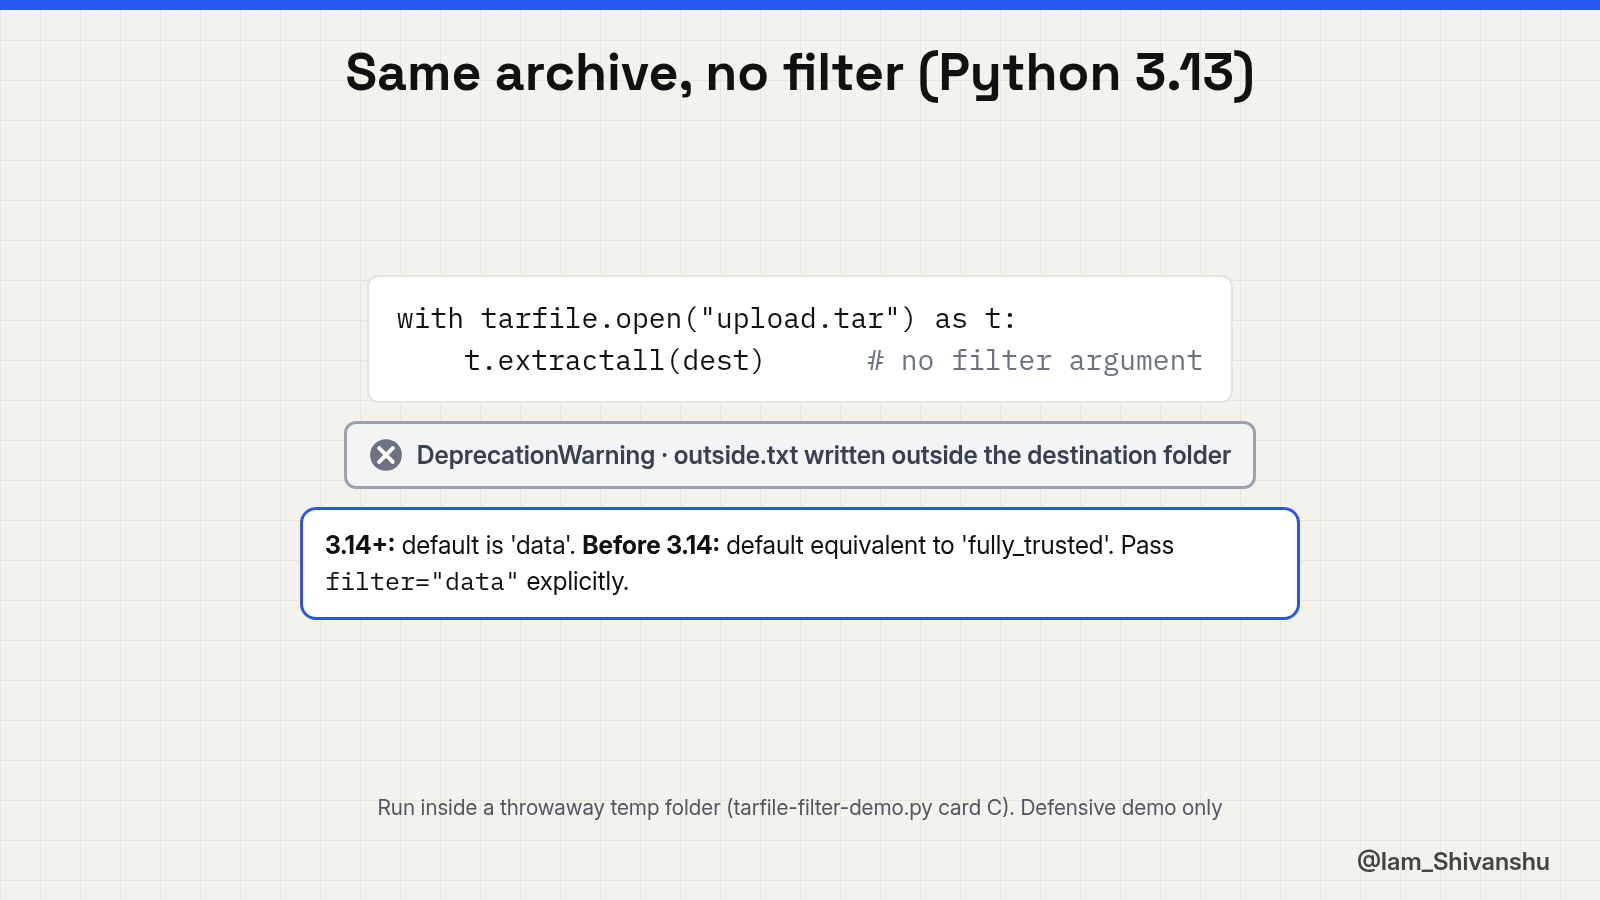 Same archive, no filter (Python 3.13)
with tarfile.open("upload.tar") as t:
    t.extractall(dest)      # no filter argument
DeprecationWarning · outside.txt written outside the destination folder
3.14+: default is 'data'. Before 3.14: default equivalent to 'fully_trusted'. Pass
filter="data" explicitly.
Run inside a throwaway temp folder (tarfile-filter-demo.py card C). Defensive demo only
@Iam_Shivanshu